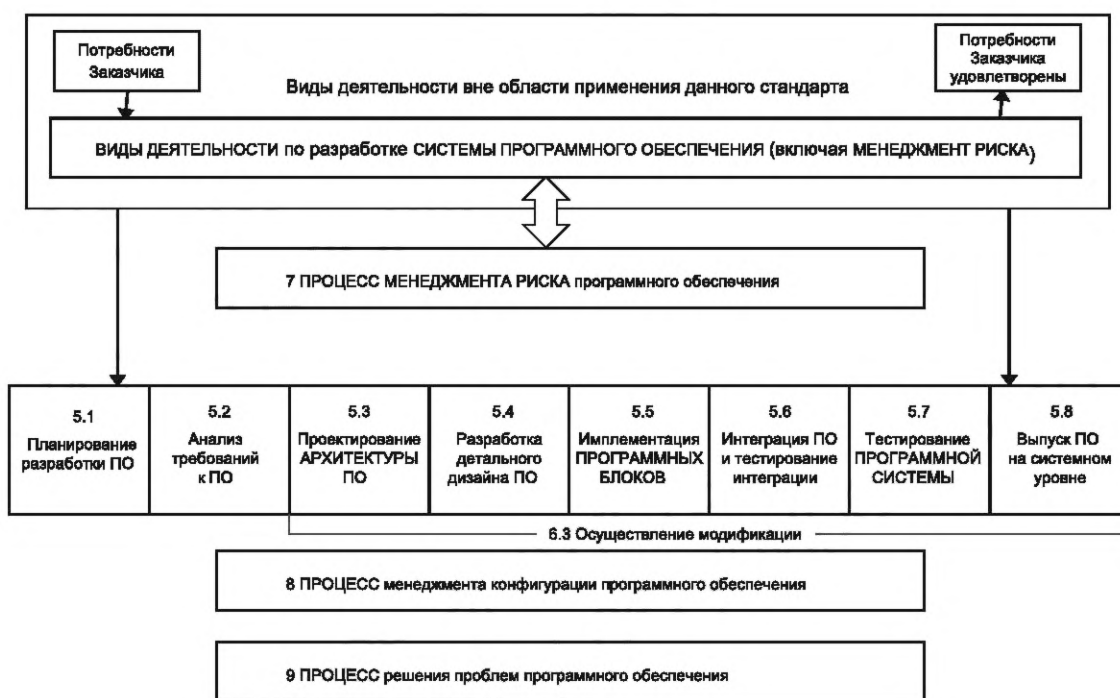 Потребности
Заказчика
Потребности
Заказчика
удовлетворены
Виды деятельности вне области применения данного стандарта
ВИДЫ ДЕЯТЕЛЬНОСТИ по разработке СИСТЕМЫ ПРОГРАММНОГО ОБЕСПЕЧЕНИЯ (включая МЕНЕДЖМЕНТ РИСКА)
7 ПРОЦЕСС МЕНЕДЖМЕНТА РИСКА программного обеспечения
5.1
Планирование
разработки ПО
5.2
Анализ
требований
к ПО
5.3
Проектирование
АРХИТЕКТУРЫ
ПО
5.4
Разработка
детального
дизайна ПО
5.5
Имплементация
ПРОГРАММНЫХ
БЛОКОВ
5.6
Интеграция ПО
и тестирование
интеграции
5.7
Тестирование
ПРОГРАММНОЙ
СИСТЕМЫ
5.8
Выпуск ПО
на системном
уровне
6.3 Осуществление модификации
8 ПРОЦЕСС менеджмента конфигурации программного обеспечения
9 ПРОЦЕСС решения проблем программного обеспечения